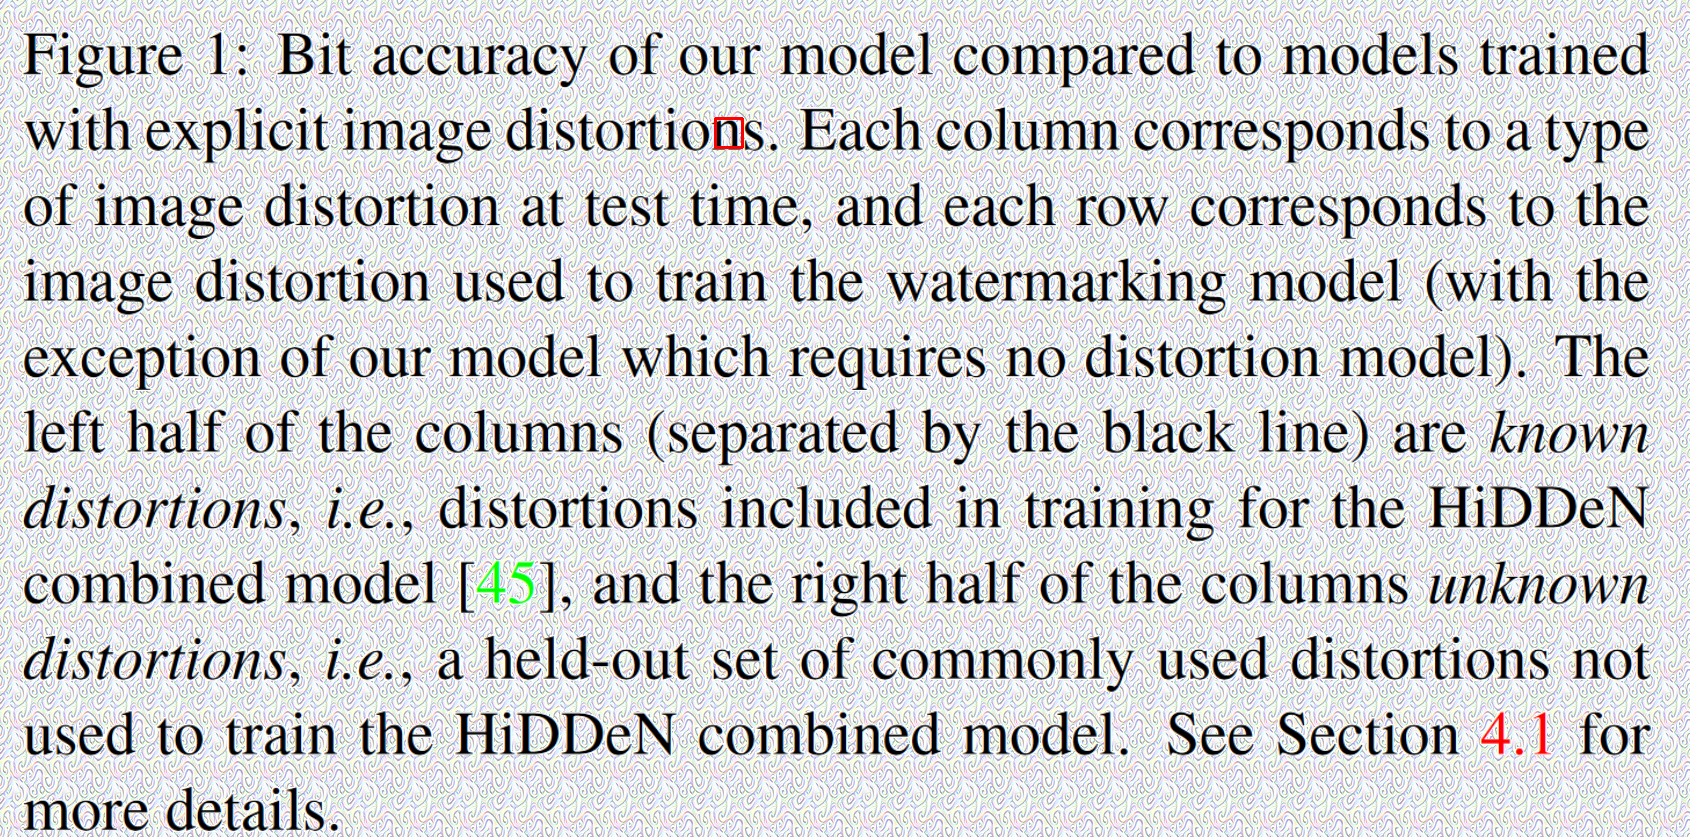 Figure 1: Bit accuracy of our model compared to models trained
with explicit image distortions. Each column corresponds to a type
of image distortion at test time, and each row corresponds to the
image distortion used to train the watermarking model (with the
exception of our model which requires no distortion model). The
left half of the columns (separated by the black line) are known
distortions, i.e., distortions included in training for the HiDDeN
combined model [45], and the right half of the columns unknown
distortions, i.e., a held-out set of commonly used distortions not
used to train the HiDDeN combined model. See Section 4.1 for
more details.